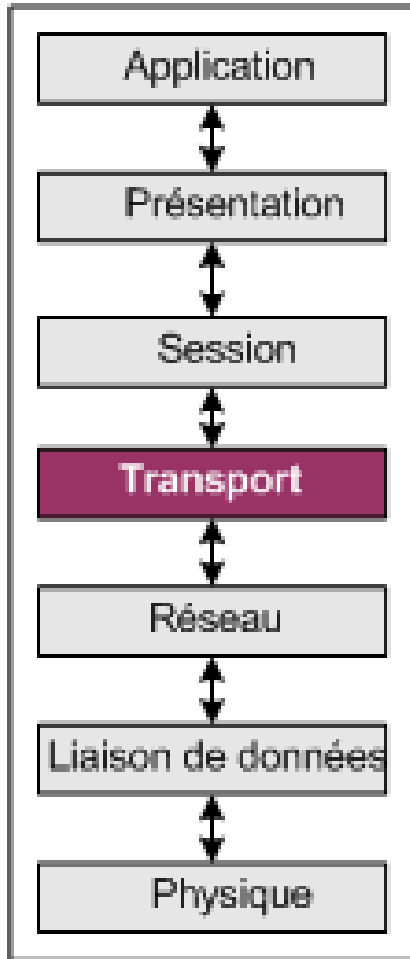 Application
Présentation
Session
Transport
Réseau
Liaison de données
Physique